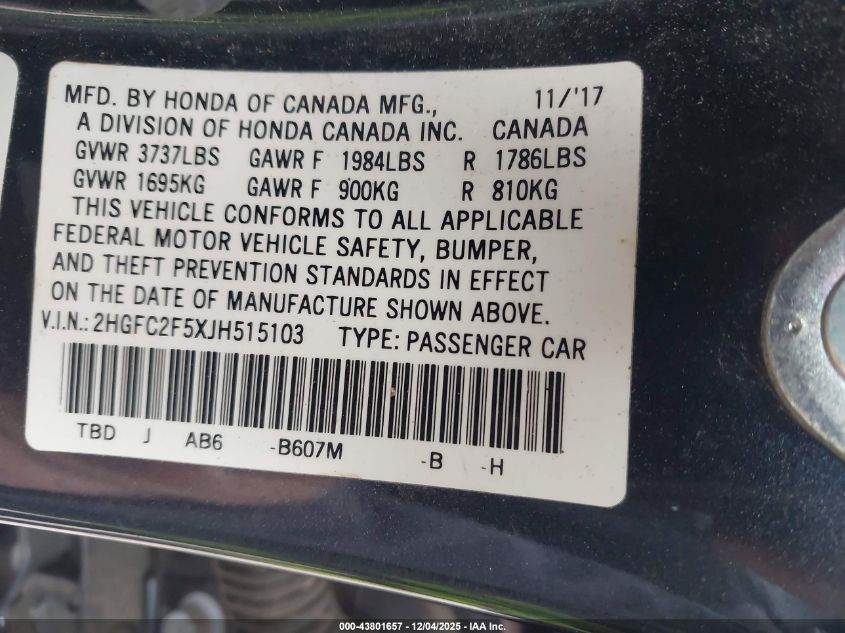 MFD. BY HONDA OF CANADA MFG., 11/'17
A DIVISION OF HONDA CANADA INC. CANADA
GVWR 3737LBS GAWR F 1984LBS R 1786LBS
GVWR 1695KG GAWR F 900KG R 810KG
THIS VEHICLE CONFORMS TO ALL APPLICABLE
FEDERAL MOTOR VEHICLE SAFETY, BUMPER,
AND THEFT PREVENTION STANDARDS IN EFFECT
ON THE DATE OF MANUFACTURE SHOWN ABOVE.
V.I.N.: 2HGFC2F5XJH515103 TYPE: PASSENGER CAR
TBD J AB6 -B607M -B -H
000-43801657 - 12/04/2025 - IAA Inc.